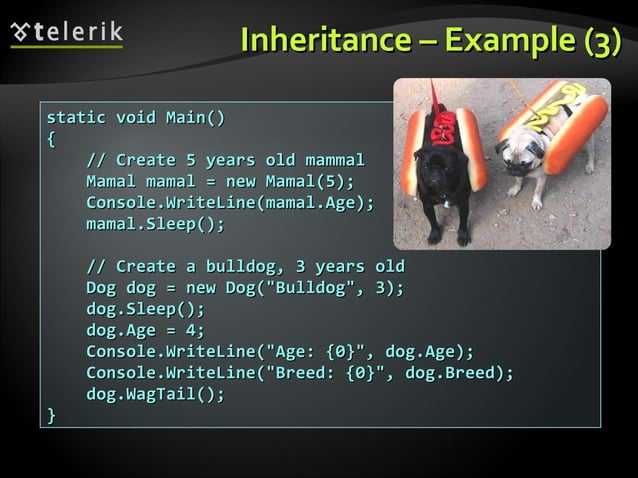 telerik
Inheritance – Example (3)
static void Main()
{
    // Create 5 years old mammal
    Mamal mamal = new Mamal(5);
    Console.WriteLine(mamal.Age);
    mamal.Sleep();

    // Create a bulldog, 3 years old
    Dog dog = new Dog("Bulldog", 3);
    dog.Sleep();
    dog.Age = 4;
    Console.WriteLine("Age: {0}", dog.Age);
    Console.WriteLine("Breed: {0}", dog.Breed);
    dog.WagTail();
}